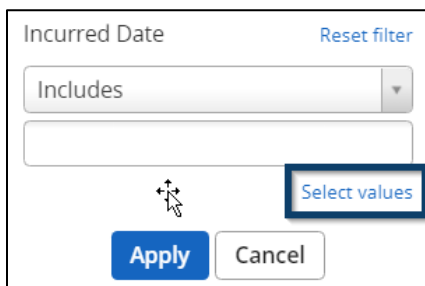 Incurred Date Reset filter
Includes
Select values
Apply Cancel